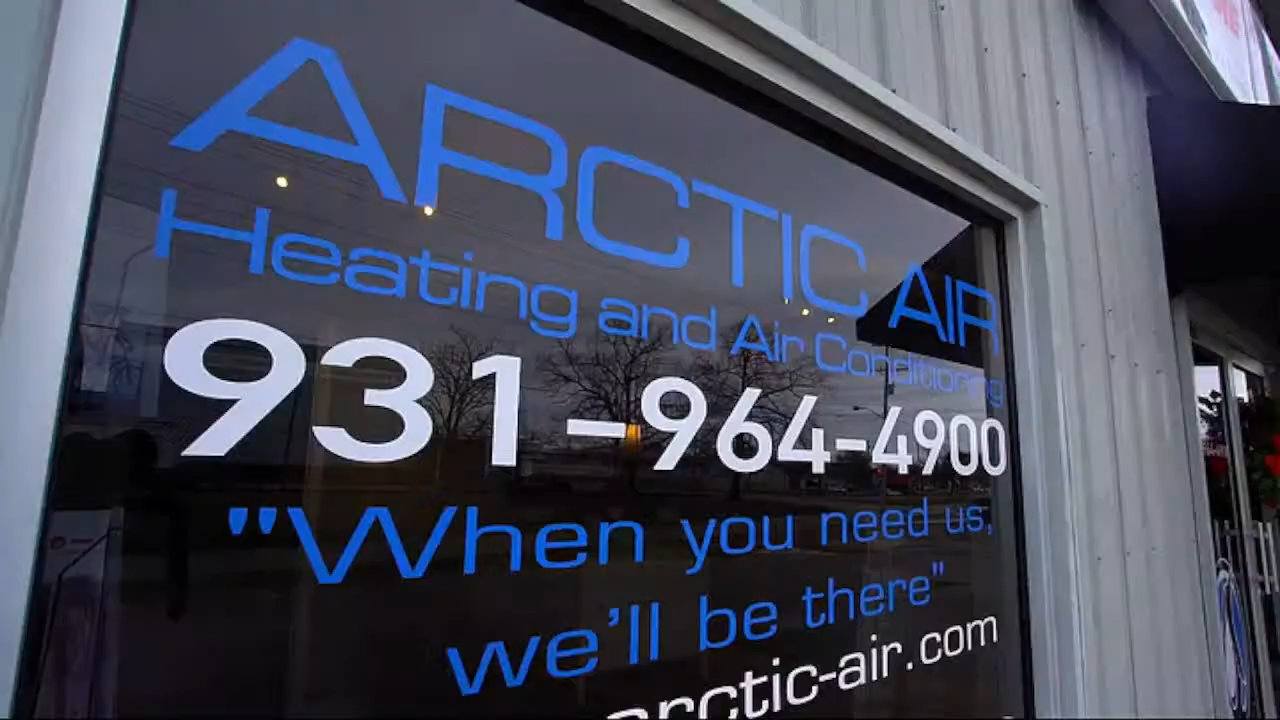 ARCTIC AIR
Heating and Air Conditioning
931-964-4900
"When you need us,
we'll be there"
arctic-air.com